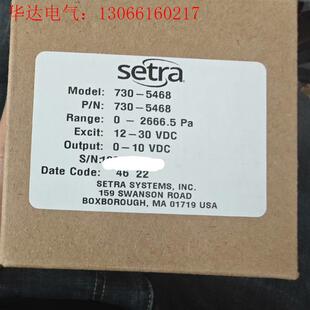 华达电气：13066160217
setra
Model: 730-5468
P/N: 730-5468
Range: 0 - 2666.5 Pa
Excit: 12-30 VDC
Output: 0-10 VDC
S/N:
Date Code: 46 22
SETRA SYSTEMS, INC.
159 SWANSON ROAD
BOXBOROUGH, MA 01719 USA